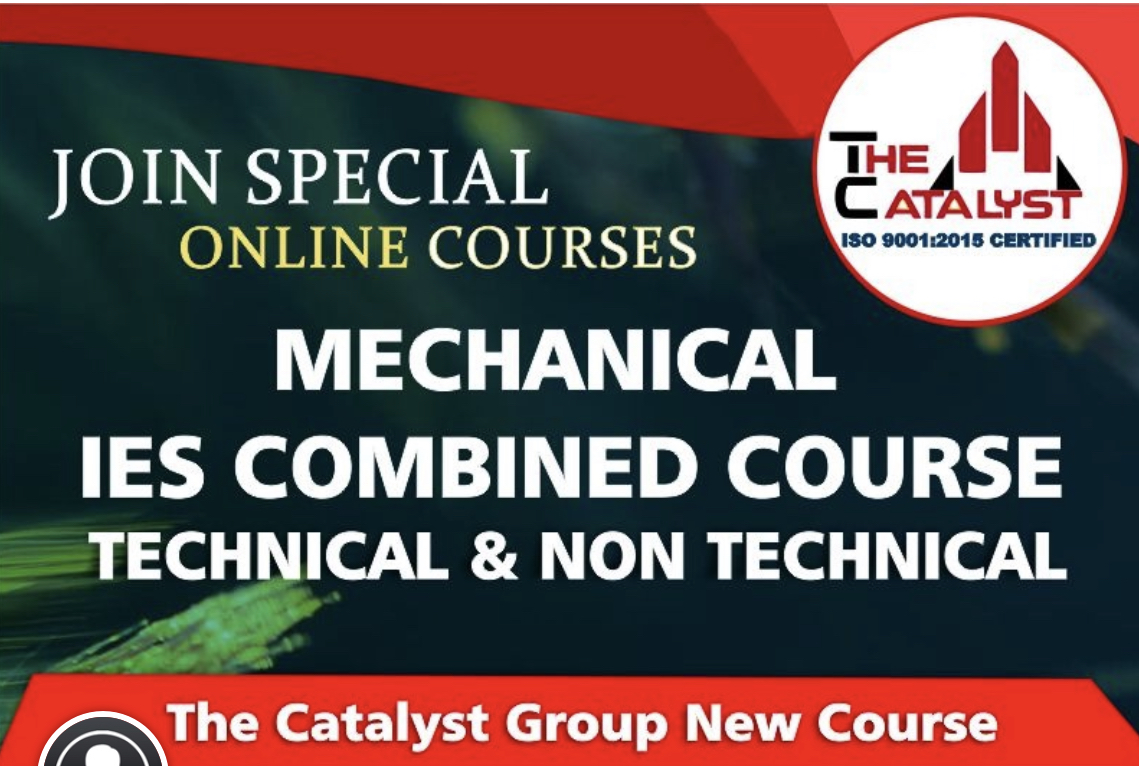 JOIN SPECIAL
ONLINE COURSES
THE
CATALYST
ISO 9001:2015 CERTIFIED
MECHANICAL
IES COMBINED COURSE
TECHNICAL & NON TECHNICAL
The Catalyst Group New Course